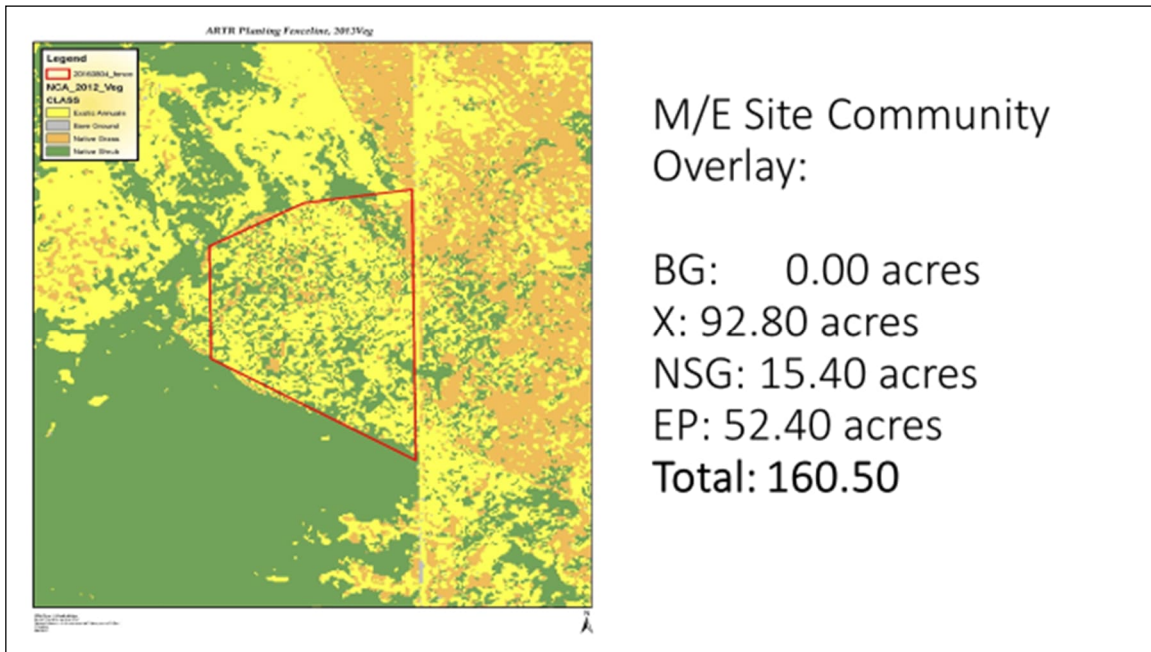 ARTR Planting Fenceline, 2013Veg
Legend
20160804_fence
NCA_2012_Veg
CLASS
Exotic Annuals
Bare Ground
Native Grass
Native Shrub
N
M/E Site Community
Overlay:
BG: 0.00 acres
X: 92.80 acres
NSG: 15.40 acres
EP: 52.40 acres
Total: 160.50